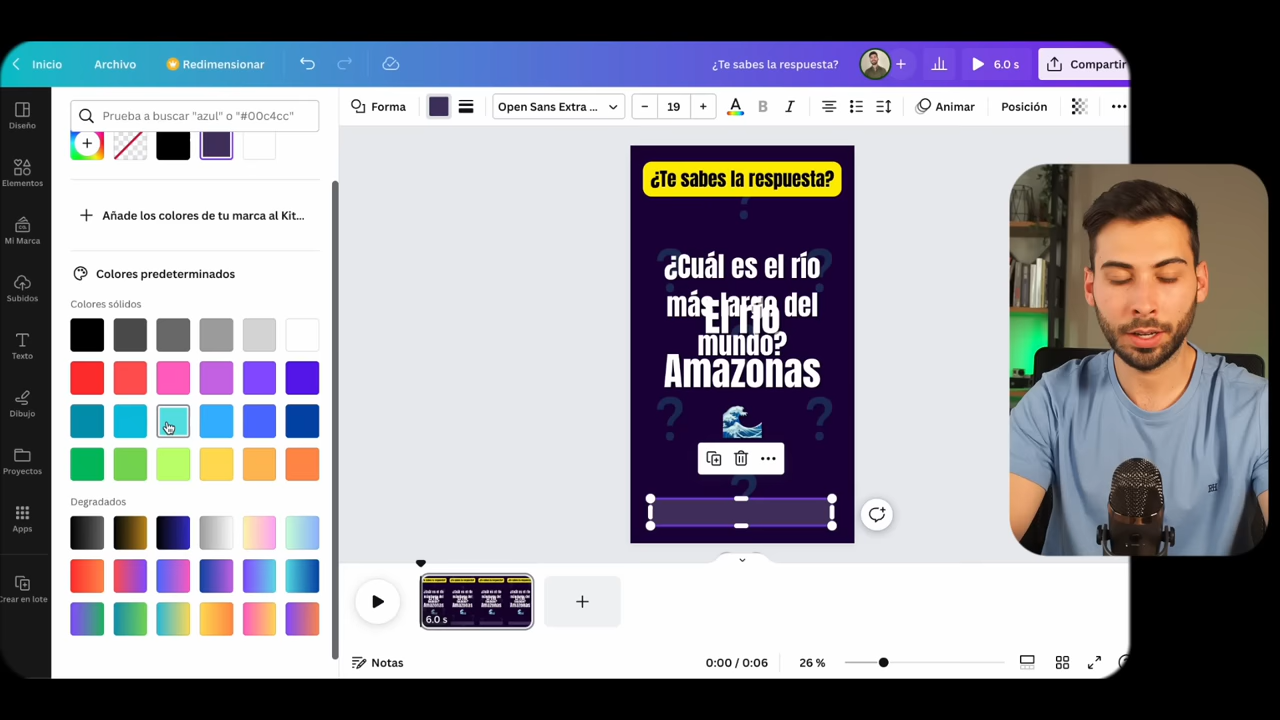 Inicio
Archivo
Redimensionar
¿Te sabes la respuesta?
6.0 s
Compartir
Diseño
Elementos
Mi Marca
Subidos
Texto
Dibujo
Proyectos
Apps
Crear en lote
Prueba a buscar "azul" o "#00c4cc"
Añade los colores de tu marca al Kit...
Colores predeterminados
Colores sólidos
Degradados
Forma
Open Sans Extra ...
19
A
B
I
Animar
Posición
¿Te sabes la respuesta?
¿Cuál es el río
más largo del
mundo?
El río
Amazonas
6.0 s
Notas
0:00 / 0:06
26 %